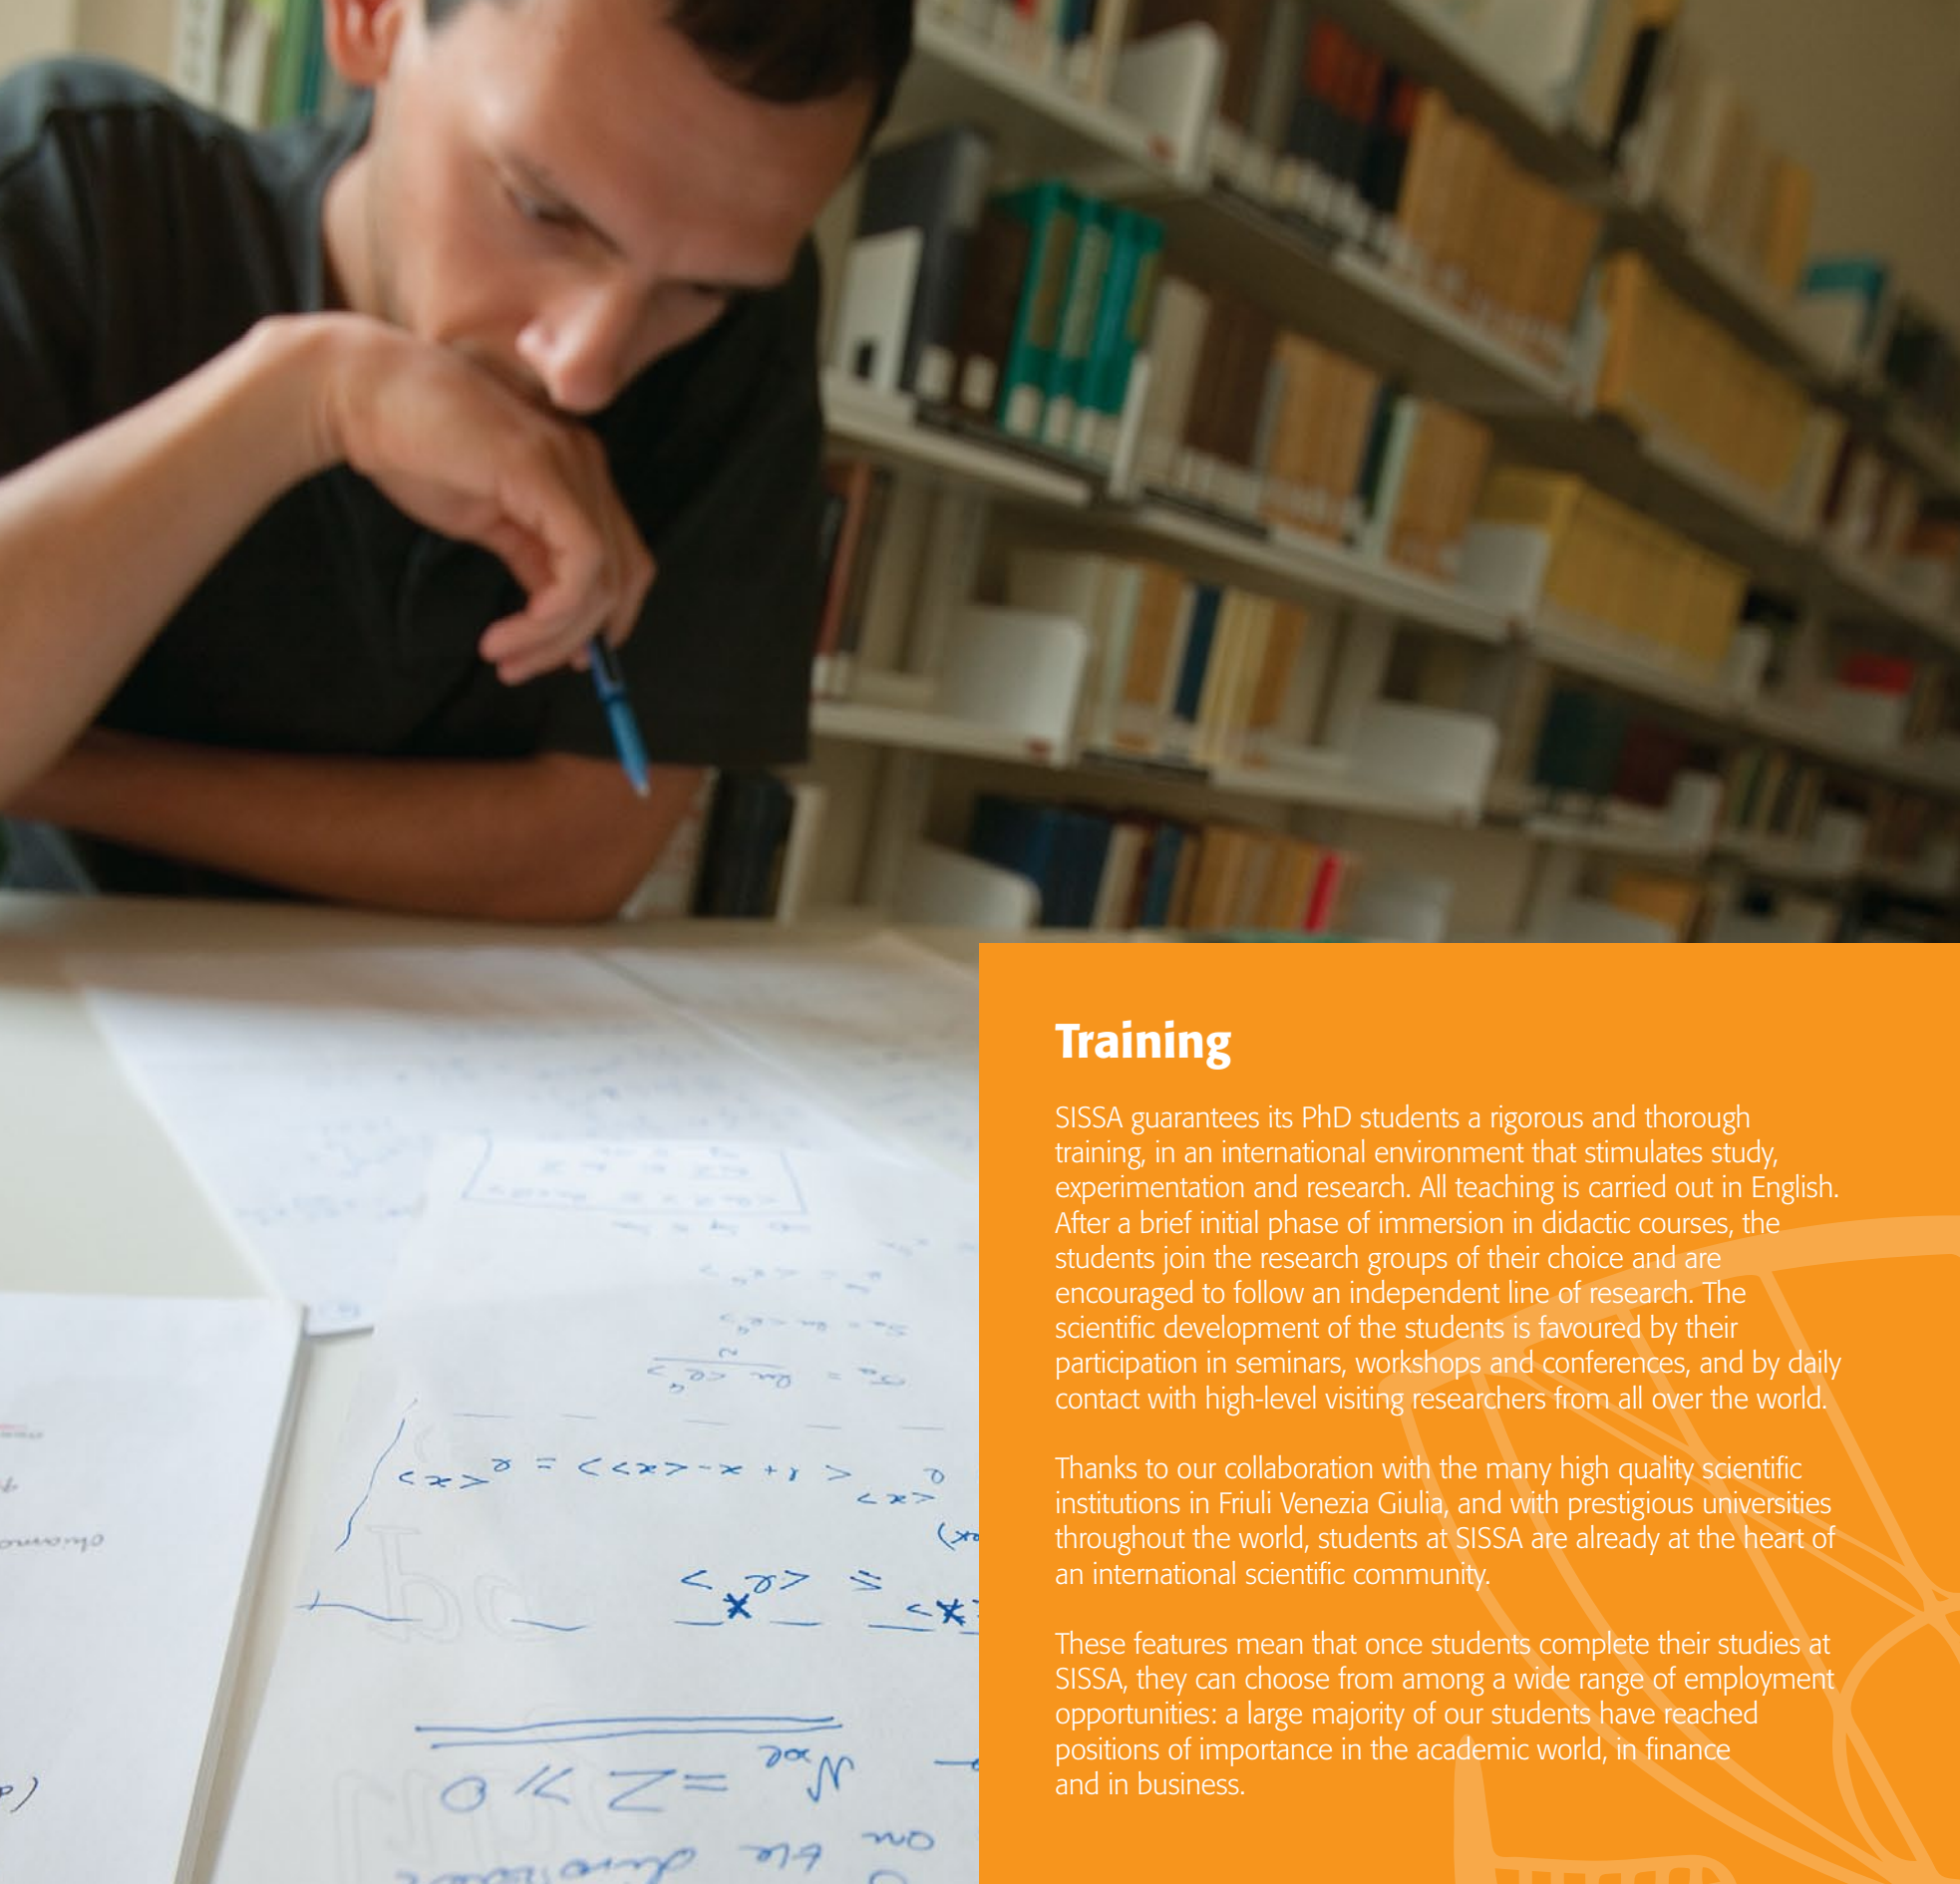 Training
SISSA guarantees its PhD students a rigorous and thorough
training, in an international environment that stimulates study,
experimentation and research. All teaching is carried out in English.
After a brief initial phase of immersion in didactic courses, the
students join the research groups of their choice and are
encouraged to follow an independent line of research. The
scientific development of the students is favoured by their
participation in seminars, workshops and conferences, and by daily
contact with high-level visiting researchers from all over the world.
Thanks to our collaboration with the many high quality scientific
institutions in Friuli Venezia Giulia, and with prestigious universities
throughout the world, students at SISSA are already at the heart of
an international scientific community.
These features mean that once students complete their studies at
SISSA, they can choose from among a wide range of employment
opportunities: a large majority of our students have reached
positions of importance in the academic world, in finance
and in business.